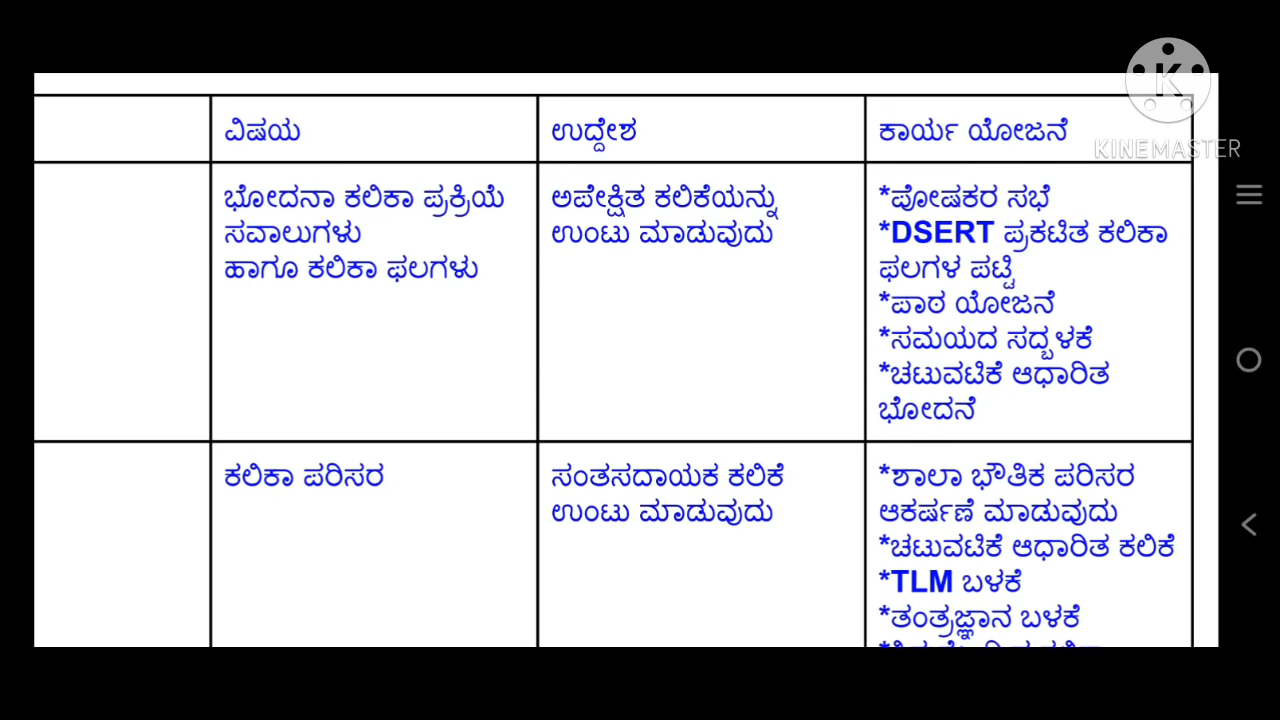 KINEMASTER
ವಿಷಯ
ಉದ್ದೇಶ
ಕಾರ್ಯ ಯೋಜನೆ
ಭೋದನಾ ಕಲಿಕಾ ಪ್ರಕ್ರಿಯೆ
ಸವಾಲುಗಳು
ಹಾಗೂ ಕಲಿಕಾ ಫಲಗಳು
ಅಪೇಕ್ಷಿತ ಕಲಿಕೆಯನ್ನು
ಉಂಟು ಮಾಡುವುದು
*ಪೋಷಕರ ಸಭೆ
*DSERT ಪ್ರಕಟಿತ ಕಲಿಕಾ
ಫಲಗಳ ಪಟ್ಟಿ
*ಪಾಠ ಯೋಜನೆ
*ಸಮಯದ ಸದ್ಬಳಕೆ
*ಚಟುವಟಿಕೆ ಆಧಾರಿತ
ಭೋದನೆ
ಕಲಿಕಾ ಪರಿಸರ
ಸಂತಸದಾಯಕ ಕಲಿಕೆ
ಉಂಟು ಮಾಡುವುದು
*ಶಾಲಾ ಭೌತಿಕ ಪರಿಸರ
ಆಕರ್ಷಣೆ ಮಾಡುವುದು
*ಚಟುವಟಿಕೆ ಆಧಾರಿತ ಕಲಿಕೆ
*TLM ಬಳಕೆ
*ತಂತ್ರಜ್ಞಾನ ಬಳಕೆ